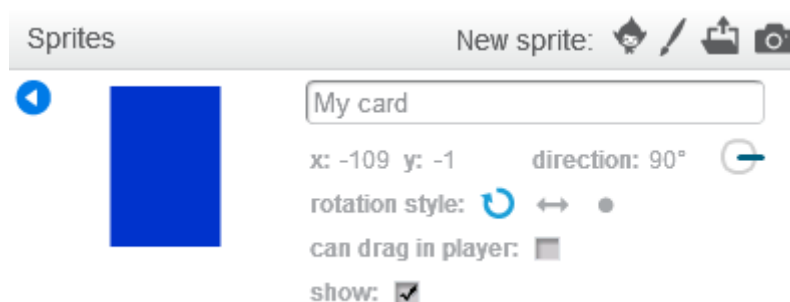 Sprites New sprite:
My card
x: -109 y: -1 direction: 90°
rotation style:
can drag in player:
show: